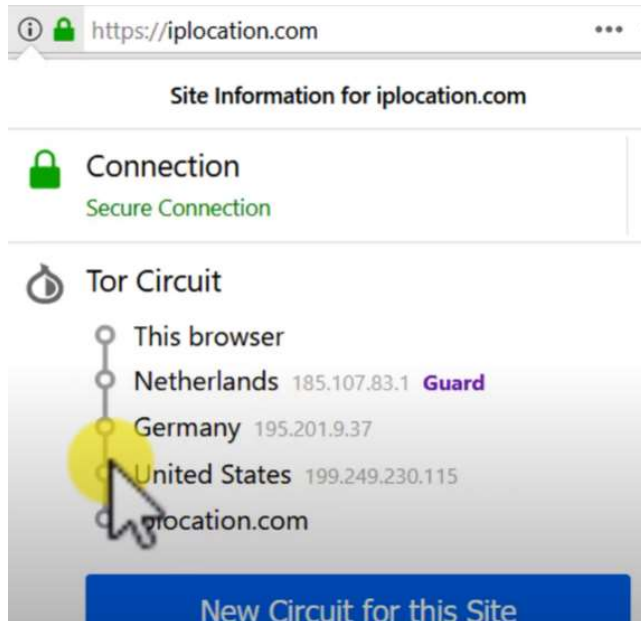 https://iplocation.com
Site Information for iplocation.com
Connection
Secure Connection
Tor Circuit
This browser
Netherlands 185.107.83.1 Guard
Germany 195.201.9.37
United States 199.249.230.115
iplocation.com
New Circuit for this Site